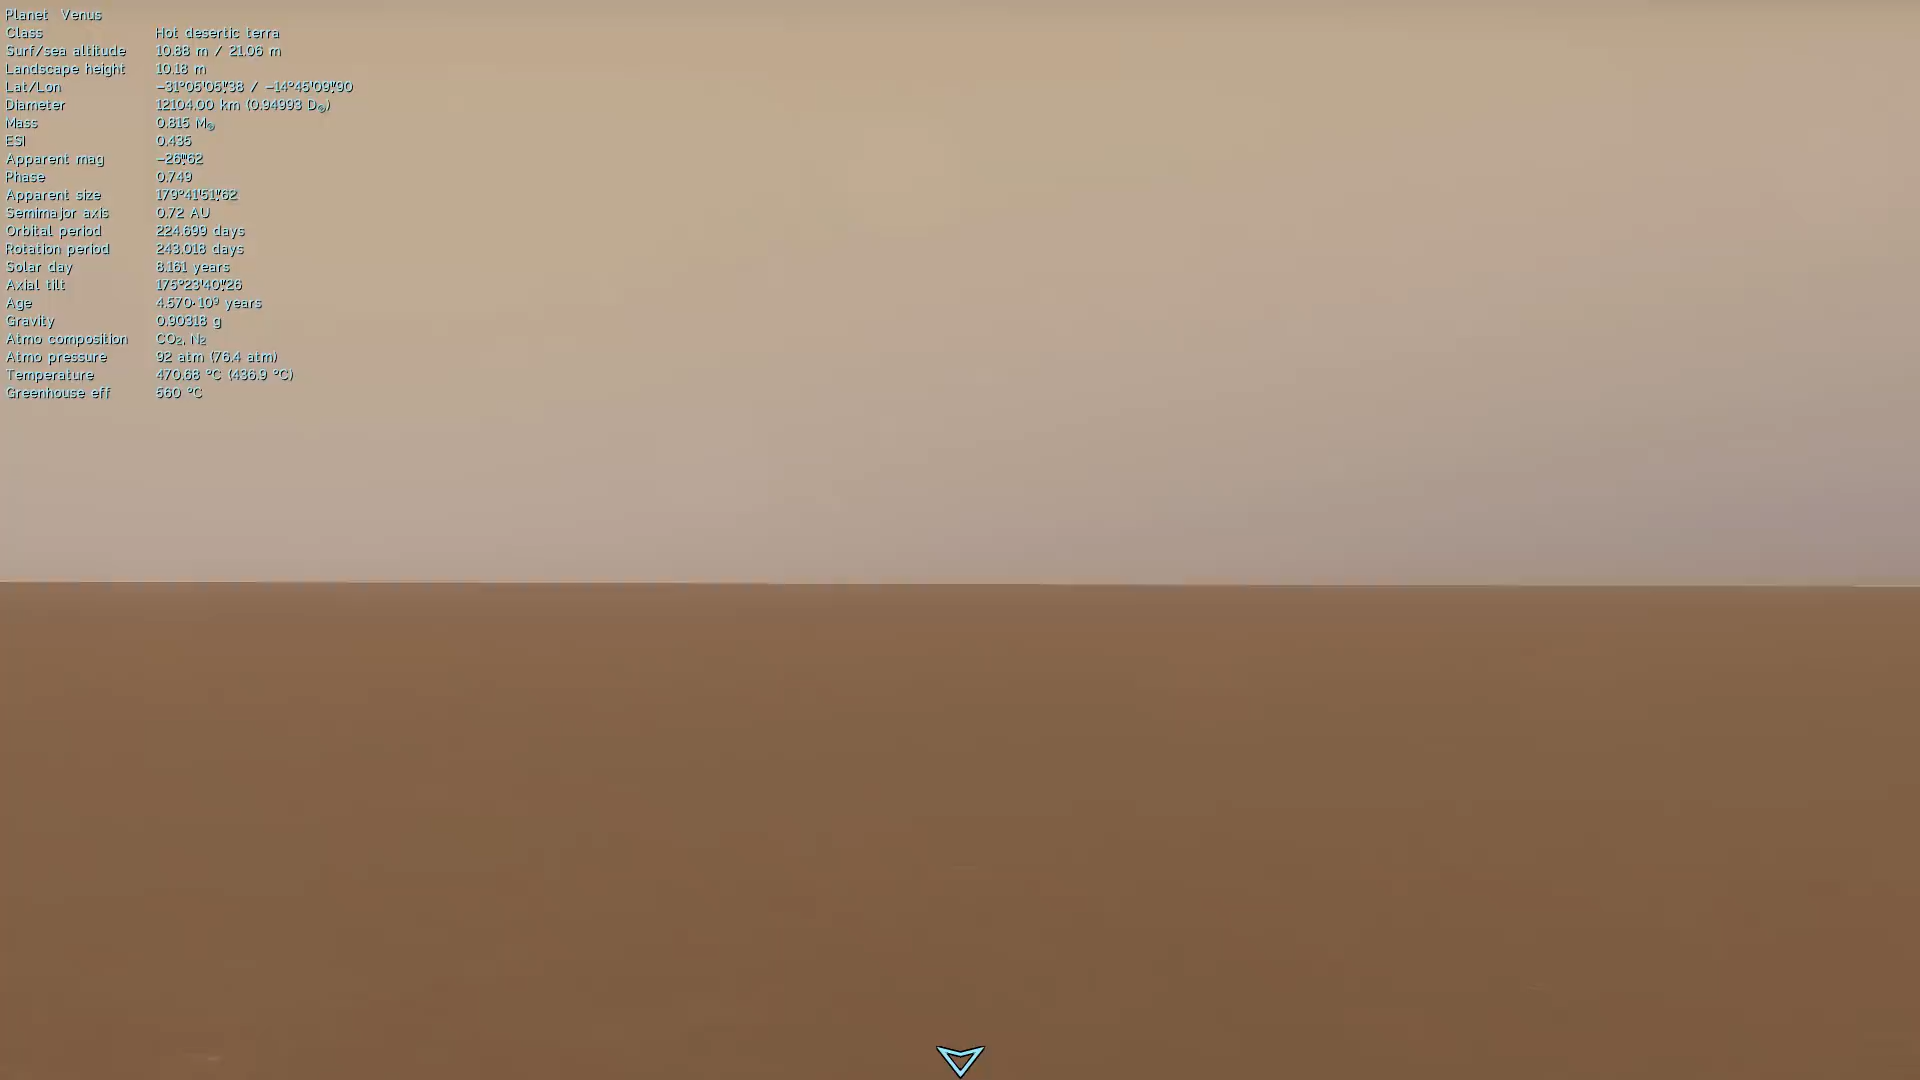 Planet Venus
Class Hot desertic terra
Surf/sea altitude 10.88 m / 21.06 m
Landscape height 10.18 m
Lat/Lon −31°05'05"38 / −14°45'09"90
Diameter 12104.00 km (0.94993 D⊕)
Mass 0.815 M⊕
ESI 0.435
Apparent mag −26ᵐ62
Phase 0.749
Apparent size 179°41'51"62
Semimajor axis 0.72 AU
Orbital period 224.699 days
Rotation period 243.018 days
Solar day 8.161 years
Axial tilt 175°23'40"26
Age 4.570·10⁹ years
Gravity 0.90318 g
Atmo composition CO₂, N₂
Atmo pressure 92 atm (76.4 atm)
Temperature 470.68 °C (436.9 °C)
Greenhouse eff 560 °C